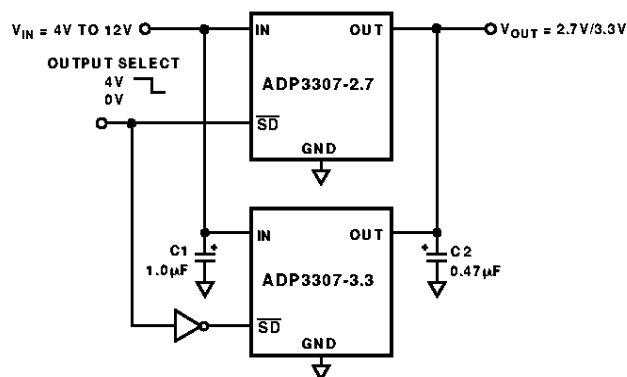 V_IN = 4V TO 12V
IN
OUT
V_OUT = 2.7V/3.3V
OUTPUT SELECT
4V
0V
ADP3307-2.7
SD
GND
C1
+
1.0µF
IN
OUT
+
C2
0.47µF
ADP3307-3.3
SD
GND